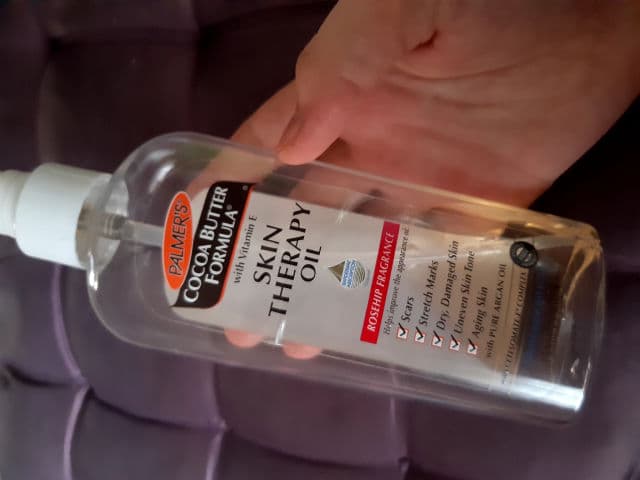 PALMER'S
COCOA BUTTER
FORMULA®
with Vitamin E
SKIN
THERAPY
OIL
ROSEHIP FRAGRANCE
Helps improve the appearance of:
Scars
Stretch Marks
Dry, Damaged Skin
Uneven Skin Tone
Aging Skin
with PURE ARGAN OIL